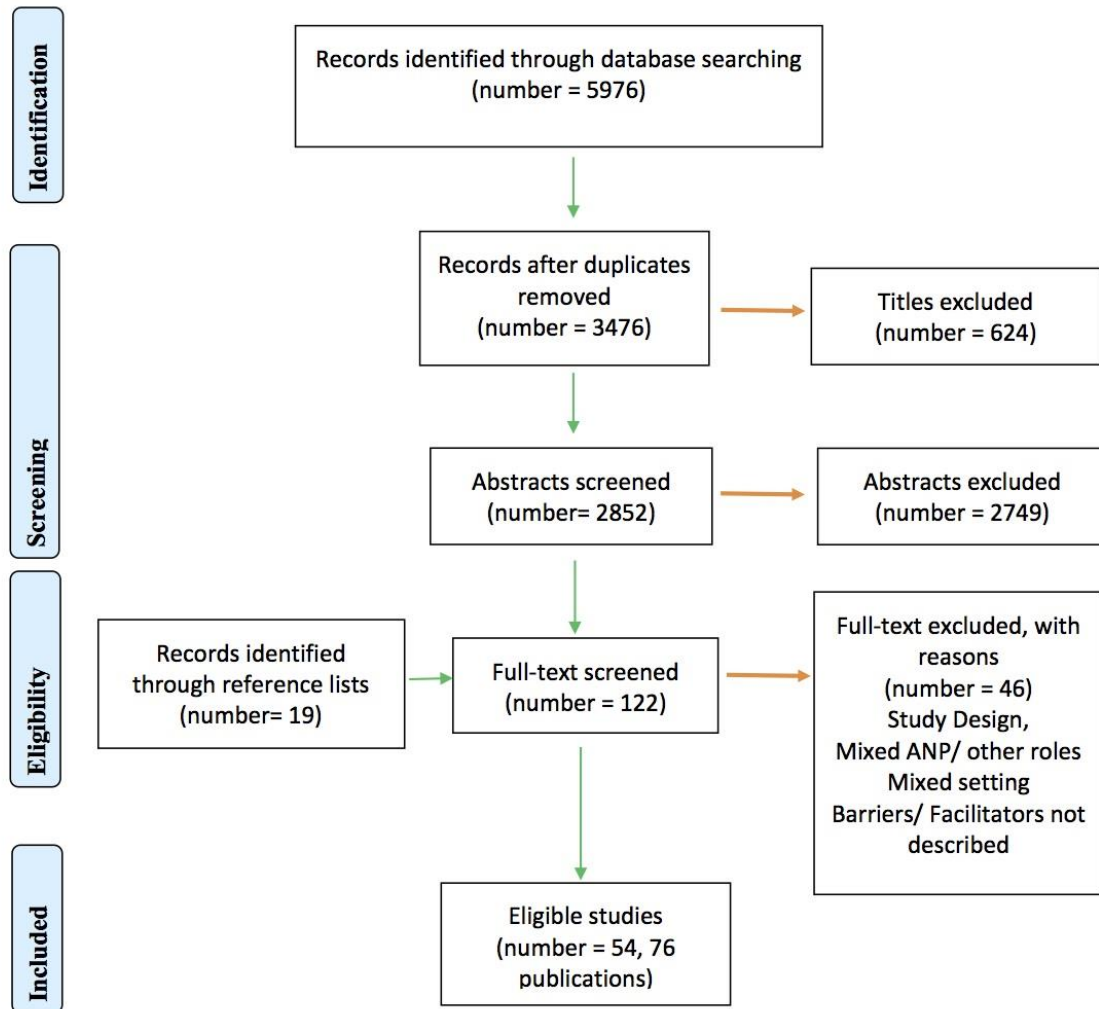 Identification
Records identified through database searching
(number = 5976)
Screening
Records after duplicates
removed
(number = 3476)
Titles excluded
(number = 624)
Abstracts screened
(number= 2852)
Abstracts excluded
(number = 2749)
Eligibility
Records identified
through reference lists
(number= 19)
Full-text screened
(number = 122)
Full-text excluded, with
reasons
(number = 46)
Study Design,
Mixed ANP/ other roles
Mixed setting
Barriers/ Facilitators not
described
Included
Eligible studies
(number = 54, 76
publications)